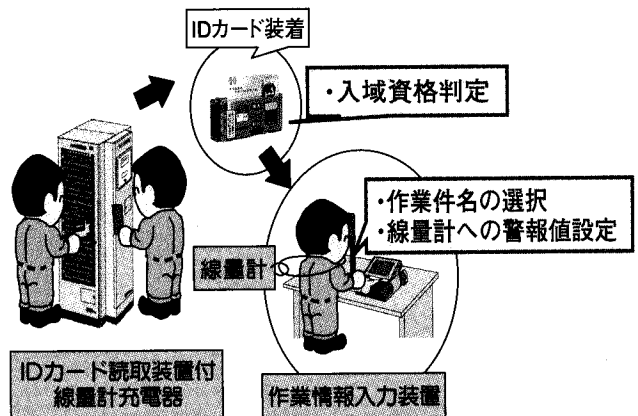 IDカード装着
・入域資格判定
・作業件名の選択
・線量計への警報値設定
線量計
IDカード読取装置付
線量計充電器
作業情報入力装置